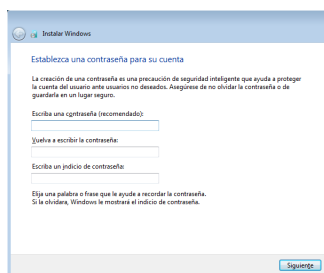 Instalar Windows
Establezca una contraseña para su cuenta
La creación de una contraseña es una precaución de seguridad inteligente que ayuda a proteger
la cuenta del usuario ante usuarios no deseados. Asegúrese de no olvidar la contraseña o de
guardarla en un lugar seguro.
Escriba una contraseña (recomendado):
Vuelva a escribir la contraseña:
Escriba un indicio de contraseña:
Elija una palabra o frase que le ayude a recordar la contraseña.
Si la olvidara, Windows le mostrará el indicio de contraseña.
Siguiente